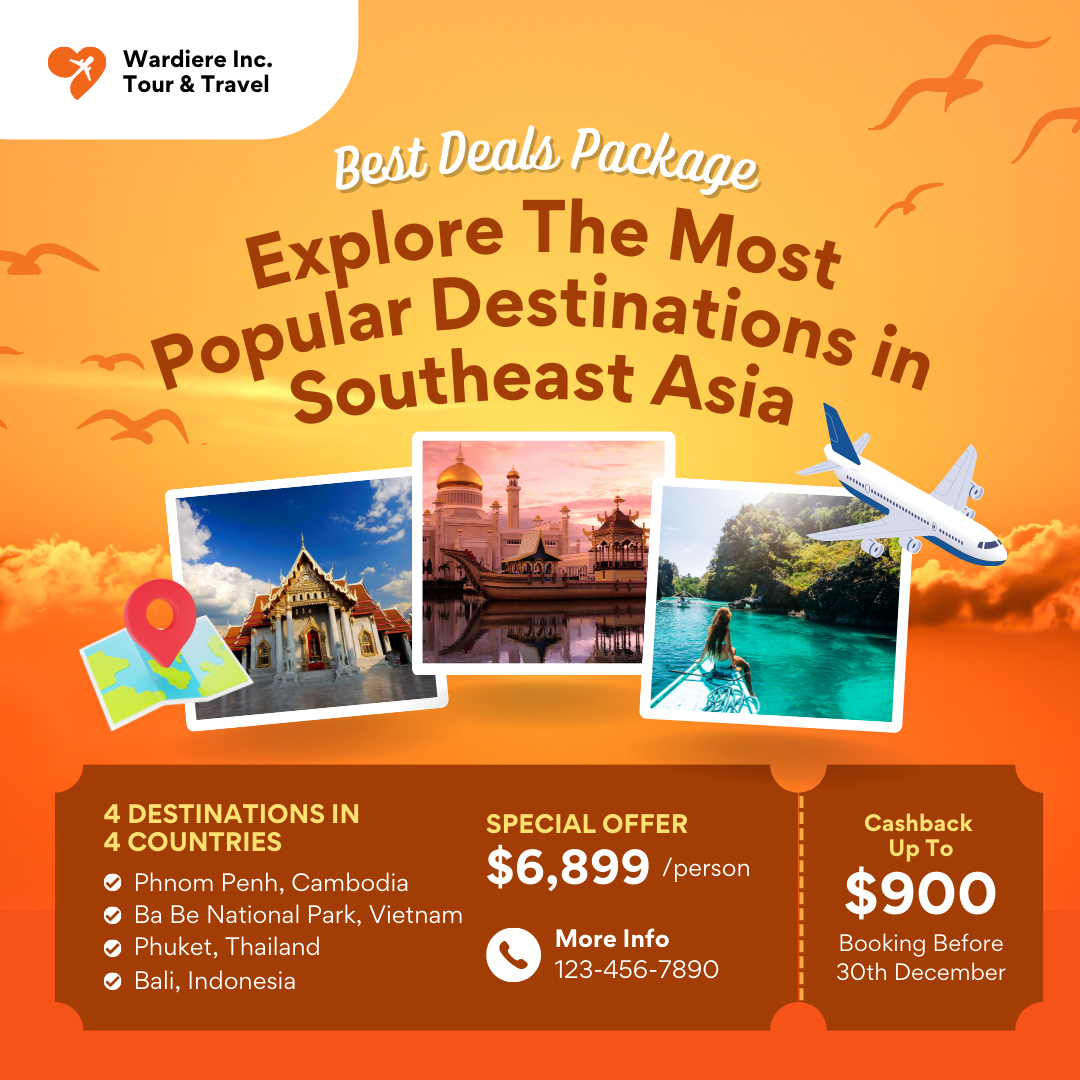 Wardiere Inc.
Tour & Travel
Best Deals Package
Explore The Most
Popular Destinations in
Southeast Asia
4 DESTINATIONS IN
4 COUNTRIES
Phnom Penh, Cambodia
Ba Be National Park, Vietnam
Phuket, Thailand
Bali, Indonesia
SPECIAL OFFER
$6,899 /person
More Info
123-456-7890
Cashback
Up To
$900
Booking Before
30th December